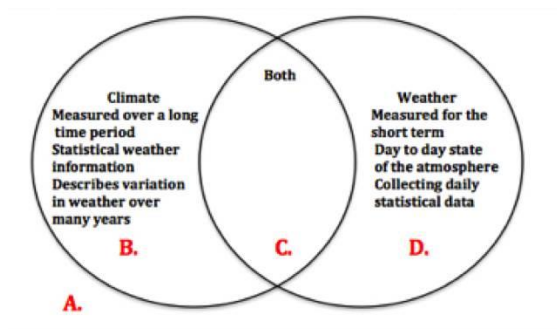 Both
Climate
Measured over a long
time period
Statistical weather
information
Describes variation
in weather over
many years
Weather
Measured for the
short term
Day to day state
of the atmosphere
Collecting daily
statistical data
B.
C.
D.
A.